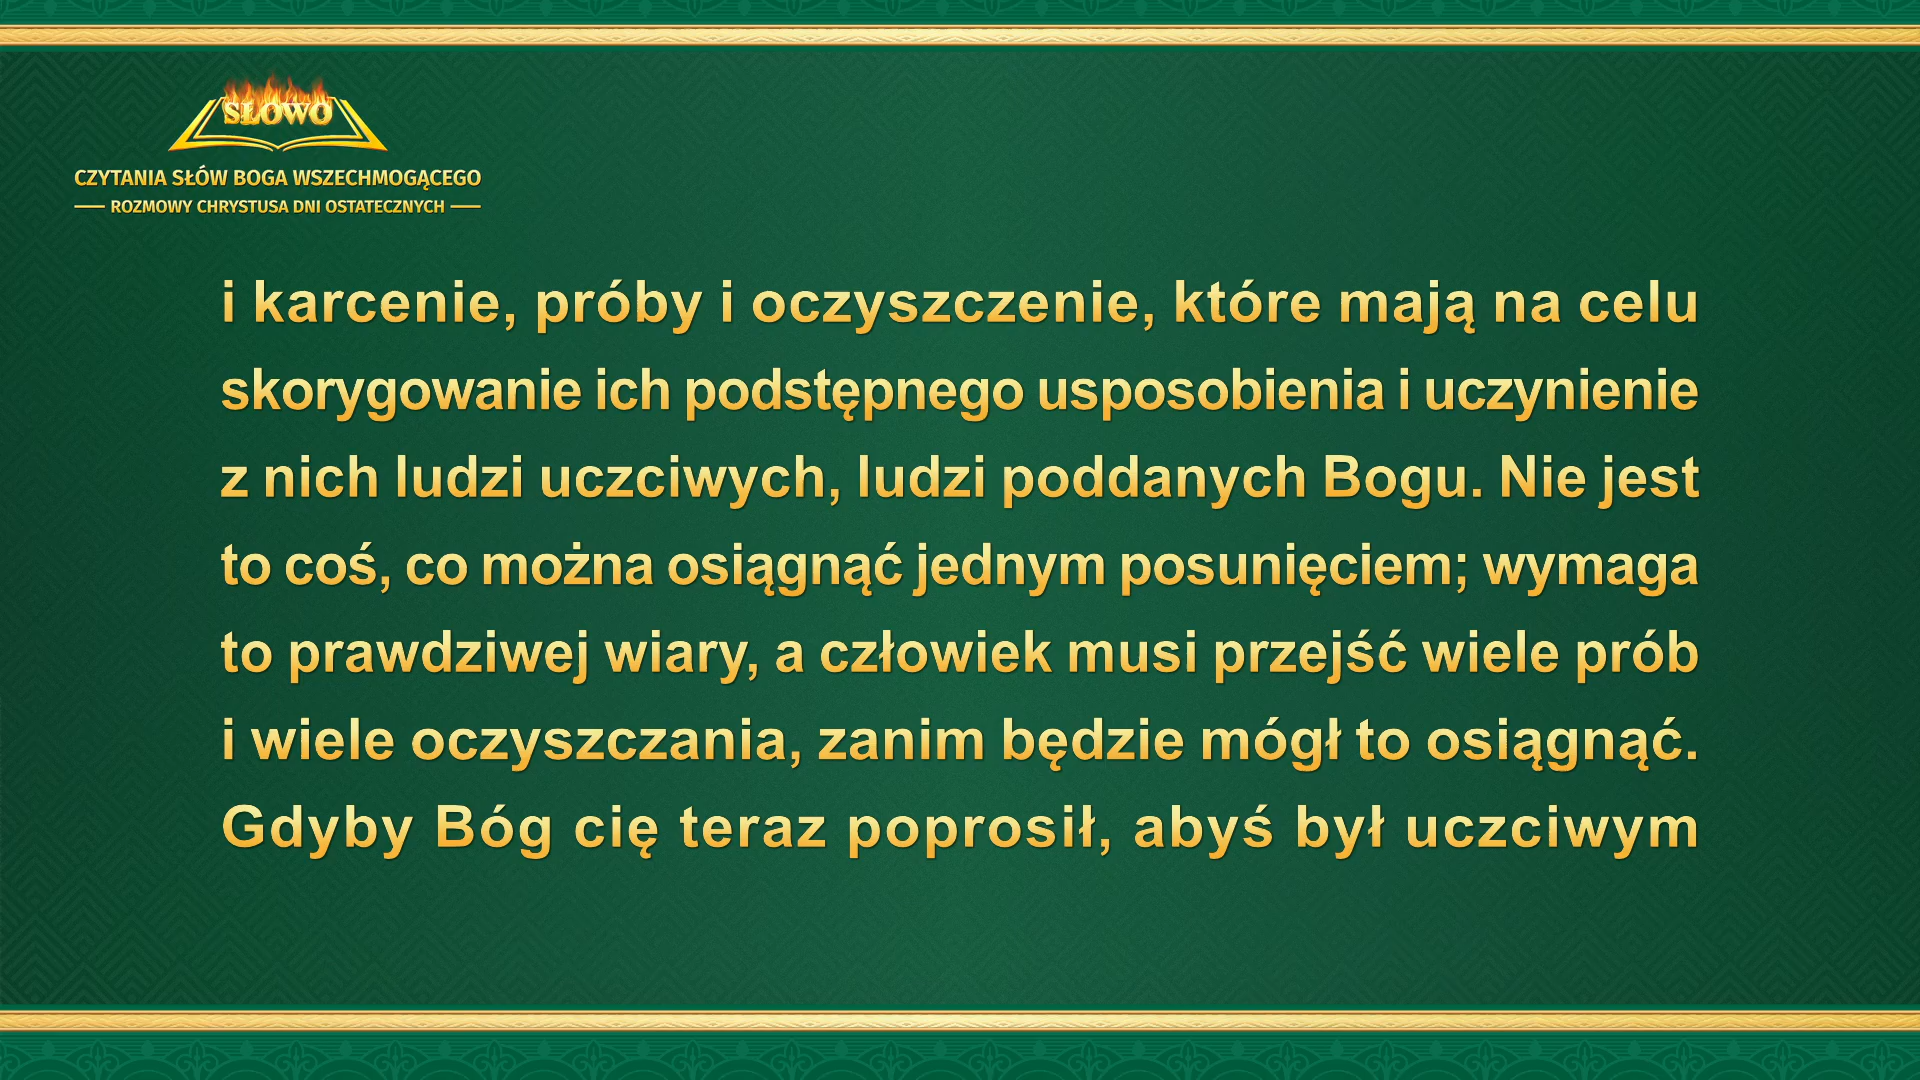 SŁOWO
CZYTANIA SŁÓW BOGA WSZECHMOGĄCEGO
ROZMOWY CHRYSTUSA DNI OSTATECZNYCH
i karcenie, próby i oczyszczenie, które mają na celu
skorygowanie ich podstępnego usposobienia i uczynienie
z nich ludzi uczciwych, ludzi poddanych Bogu. Nie jest
to coś, co można osiągnąć jednym posunięciem; wymaga
to prawdziwej wiary, a człowiek musi przejść wiele prób
i wiele oczyszczania, zanim będzie mógł to osiągnąć.
Gdyby Bóg cię teraz poprosił, abyś był uczciwym